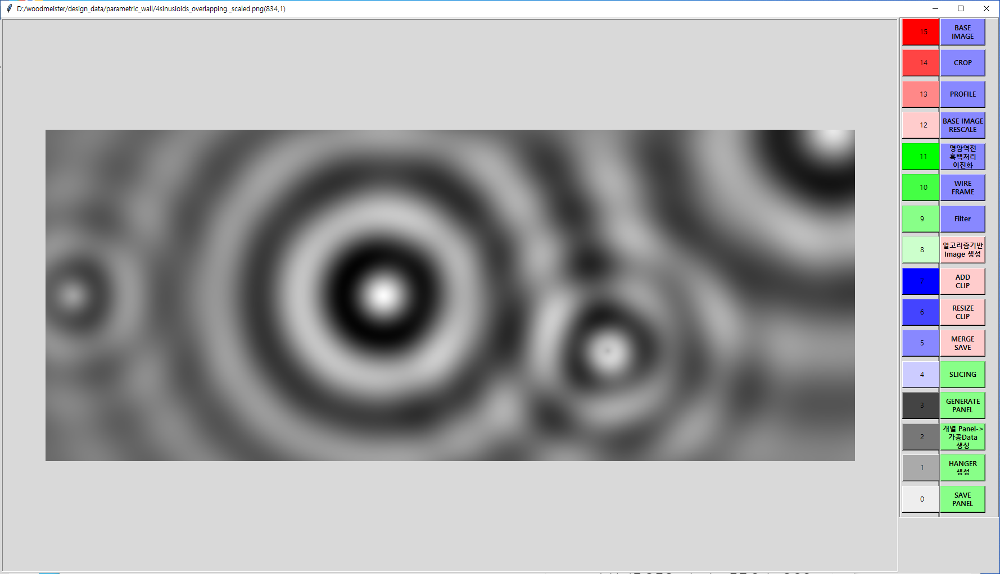 D:/woodmeister/design_data/parametric_wall/4sinusioids_overlapping._scaled.png(834,1)
15
BASE
IMAGE
14
CROP
13
PROFILE
12
BASE IMAGE
RESCALE
11
명암역전
흑백처리
이진화
10
WIRE
FRAME
9
Filter
8
알고리즘기반
Image 생성
7
ADD
CLIP
6
RESIZE
CLIP
5
MERGE
SAVE
4
SLICING
3
GENERATE
PANEL
2
개별 Panel->
가공Data
생성
1
HANGER
생성
0
SAVE
PANEL